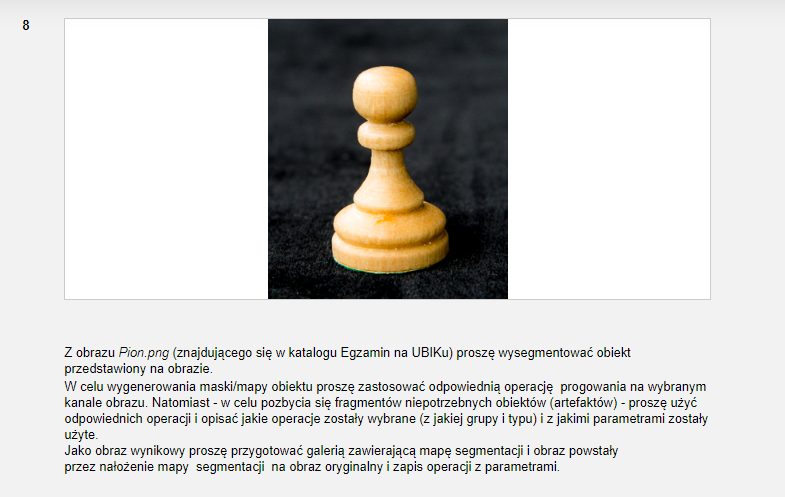 8
Z obrazu Pion.png (znajdującego się w katalogu Egzamin na UBIKu) proszę wysegmentować obiekt
przedstawiony na obrazie.
W celu wygenerowania maski/mapy obiektu proszę zastosować odpowiednią operację progowania na wybranym
kanale obrazu. Natomiast - w celu pozbycia się fragmentów niepotrzebnych obiektów (artefaktów) - proszę użyć
odpowiednich operacji i opisać jakie operacje zostały wybrane (z jakiej grupy i typu) i z jakimi parametrami zostały
użyte.
Jako obraz wynikowy proszę przygotować galerią zawierającą mapę segmentacji i obraz powstały
przez nałożenie mapy segmentacji na obraz oryginalny i zapis operacji z parametrami.